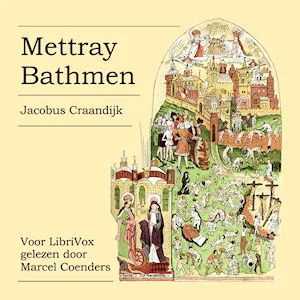 Mettray
Bathmen
Jacobus Craandijk
Voor LibriVox
gelezen door
Marcel Coenders